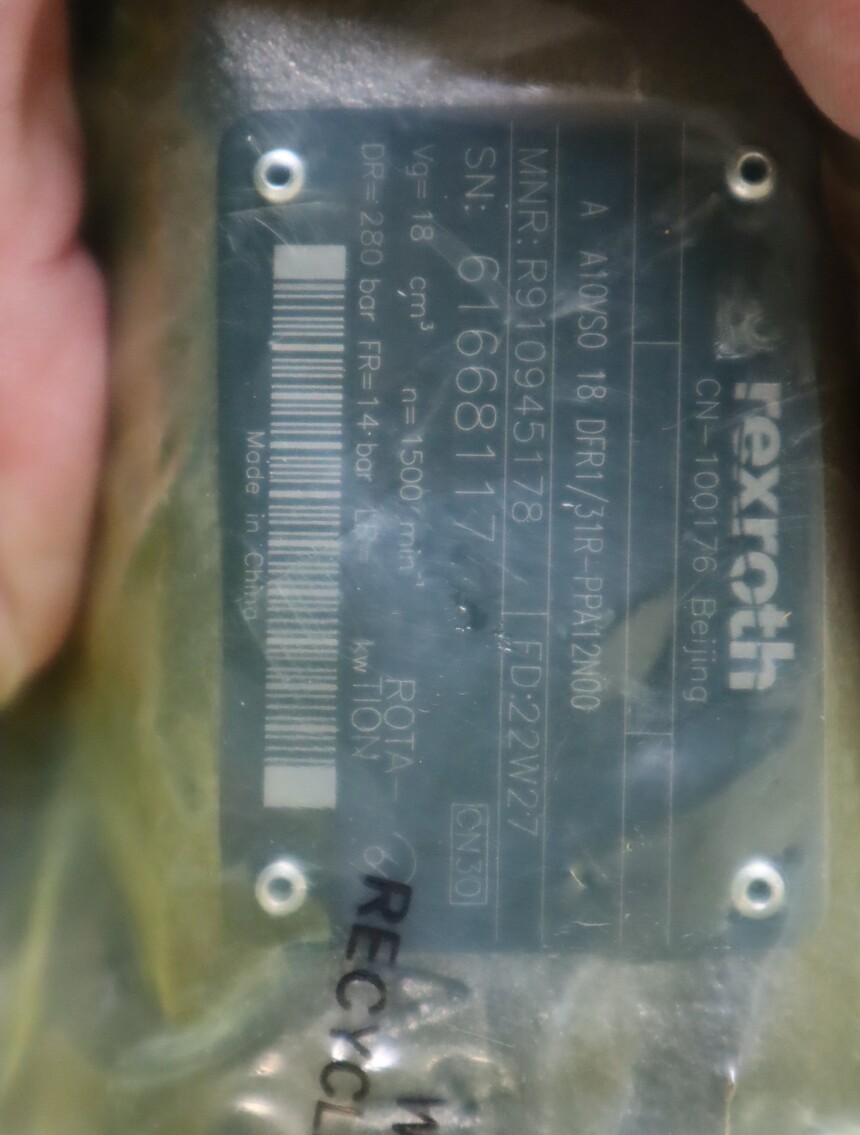 rexroth
CN-100176 Beijing
A A10VSO 18 DFR1/31R-PPA12N00
MNR: R910945178 FD:22W27
SN: 61668117 CN30
Vg= 18 cm³ n= 1500 min⁻¹ ROTA-
DR= 280 bar FR= 14 bar kw TION
Made in China
RECYCL